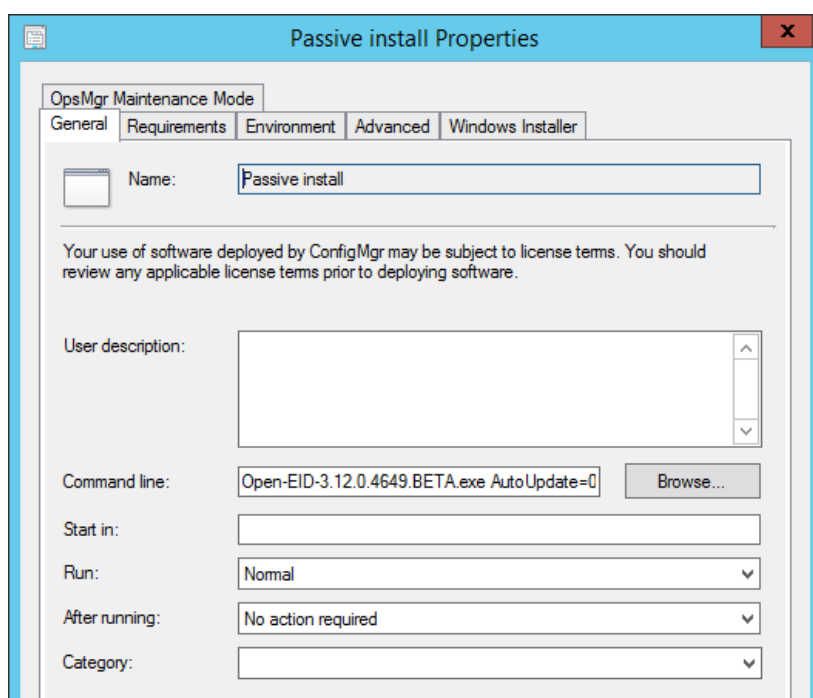 Passive install Properties
x
OpsMgr Maintenance Mode
General Requirements Environment Advanced Windows Installer
Name: Passive install
Your use of software deployed by ConfigMgr may be subject to license terms. You should
review any applicable license terms prior to deploying software.
User description:
Command line: Open-EID-3.12.0.4649.BETA.exe AutoUpdate=0 Browse...
Start in:
Run: Normal
After running: No action required
Category: